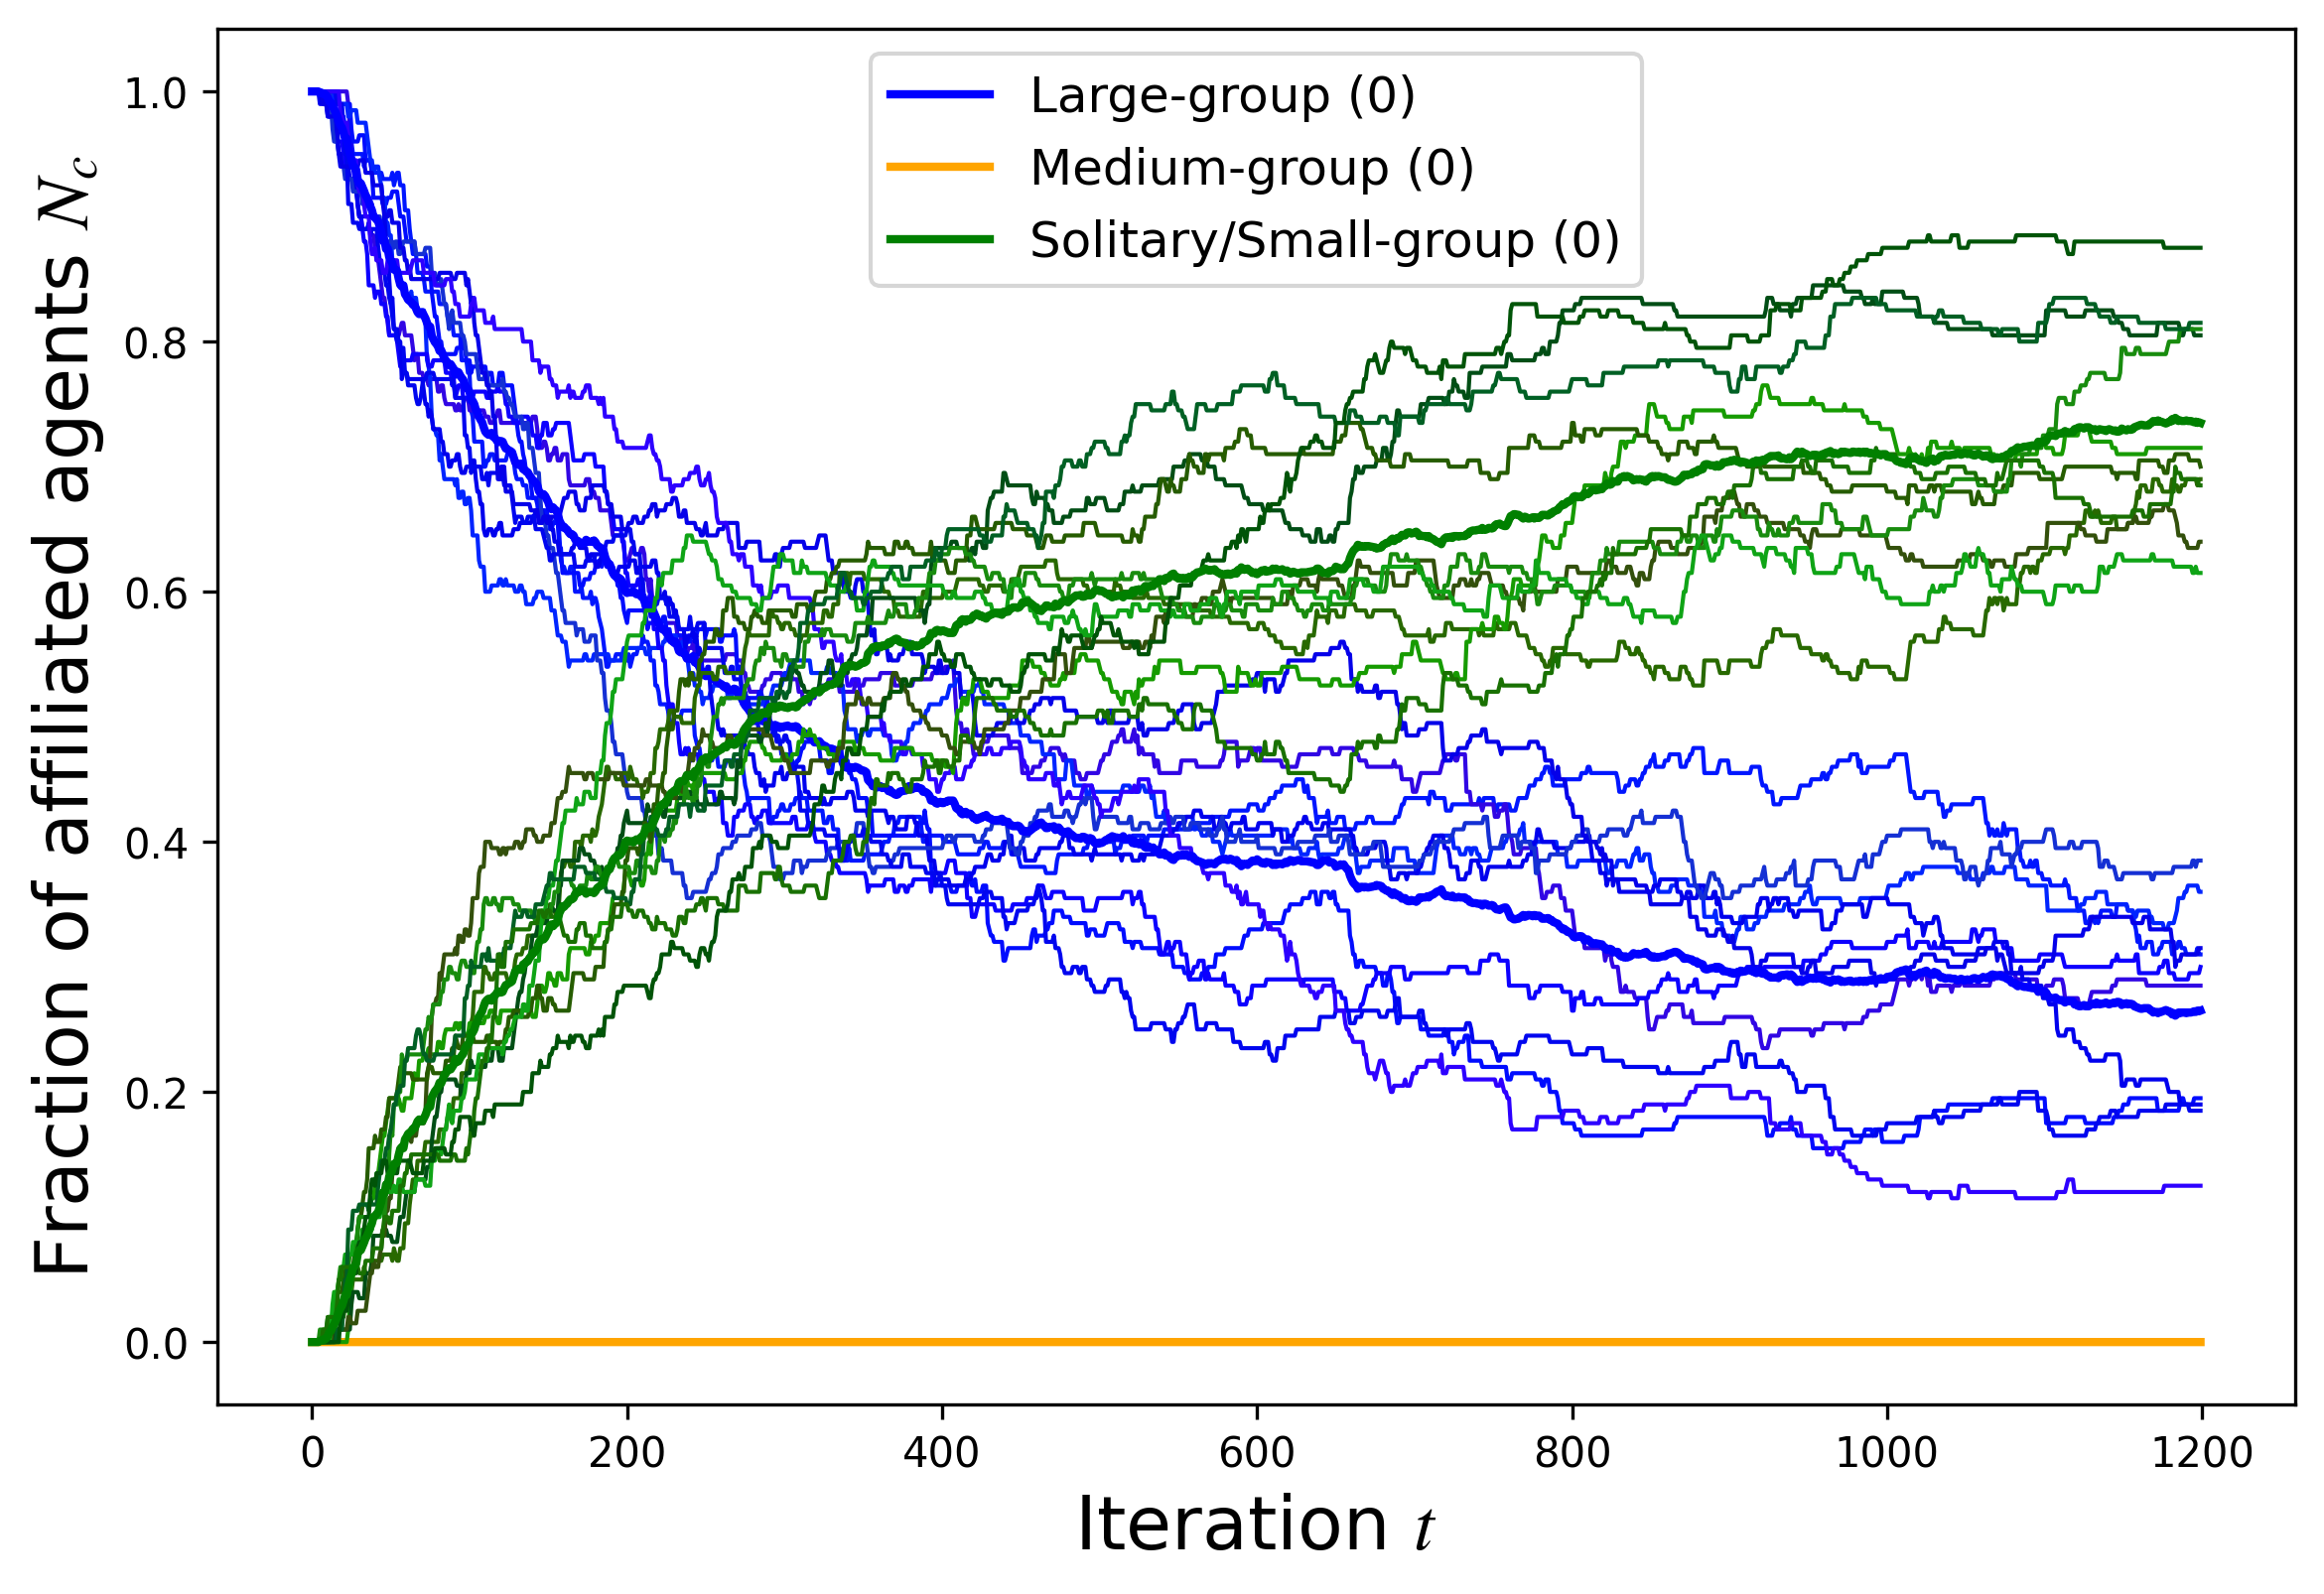 Large-group (0)
Medium-group (0)
Solitary/Small-group (0)
Fraction of affiliated agents N_c
1.0
0.8
0.6
0.4
0.2
0.0
0 200 400 600 800 1000 1200
Iteration t